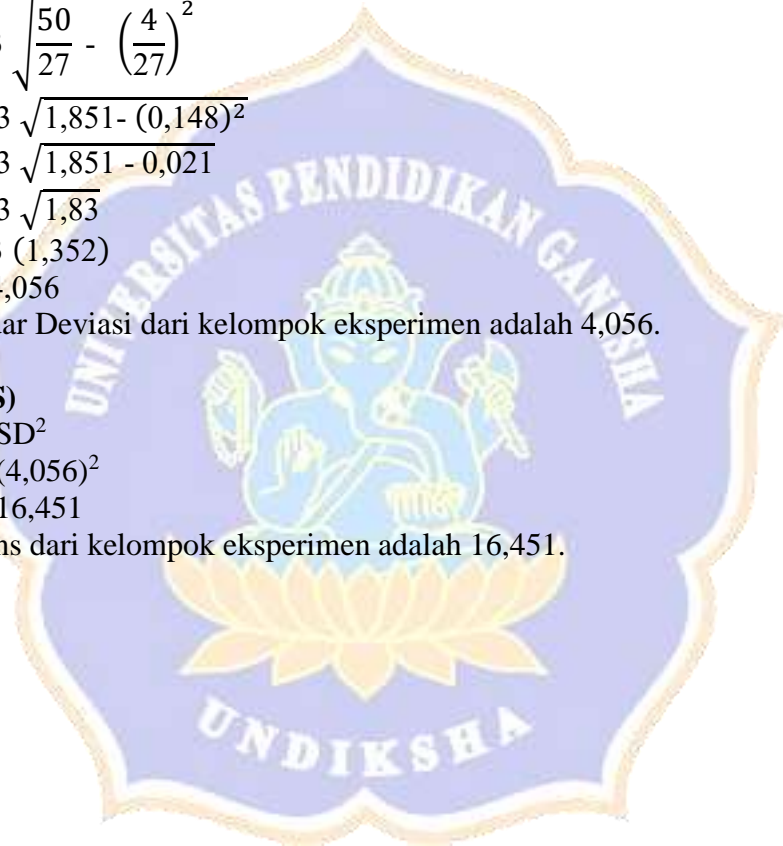 √(50/27 - (4/27)²)
3 √(1,851- (0,148)²)
3 √(1,851 - 0,021)
3 √1,83
(1,352)
,056
ar Deviasi dari kelompok eksperimen adalah 4,056.
S)
SD²
(4,056)²
16,451
ns dari kelompok eksperimen adalah 16,451.
UNIVERSITAS PENDIDIKAN GANESHA
UNDIKSHA